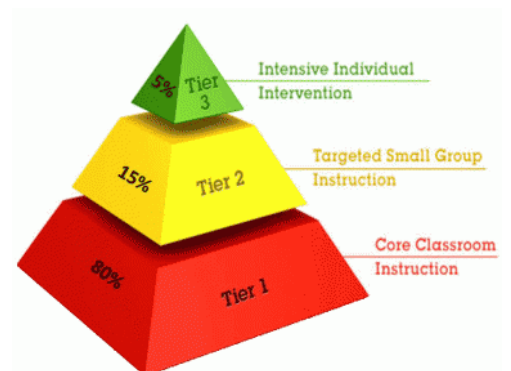 5%
Tier
3
Intensive Individual
Intervention
15%
Tier 2
Targeted Small Group
Instruction
80%
Tier 1
Core Classroom
Instruction